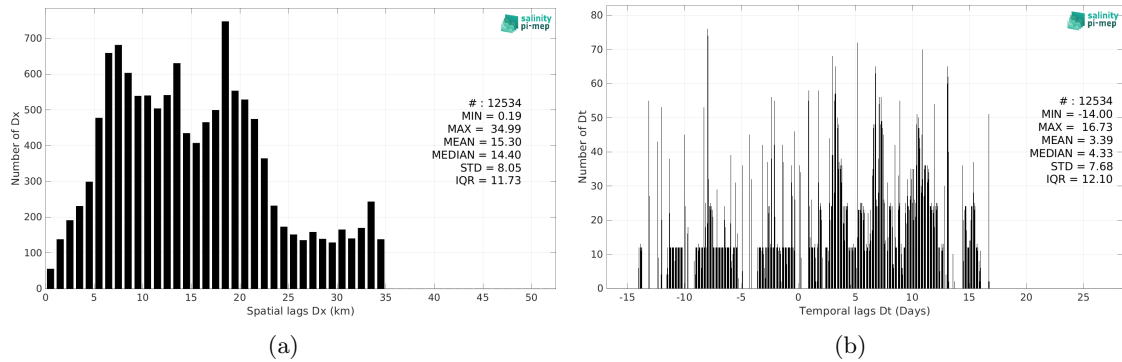 salinity
pi-mep
700
600
500
400
300
200
100
0
Number of Dx
# : 12534
MIN = 0.19
MAX = 34.99
MEAN = 15.30
MEDIAN = 14.40
STD = 8.05
IQR = 11.73
0 5 10 15 20 25 30 35 40 45 50
Spatial lags Dx (km)
(a)
salinity
pi-mep
80
70
60
50
40
30
20
10
0
Number of Dt
# : 12534
MIN = -14.00
MAX = 16.73
MEAN = 3.39
MEDIAN = 4.33
STD = 7.68
IQR = 12.10
-15 -10 -5 0 5 10 15 20 25
Temporal lags Dt (Days)
(b)